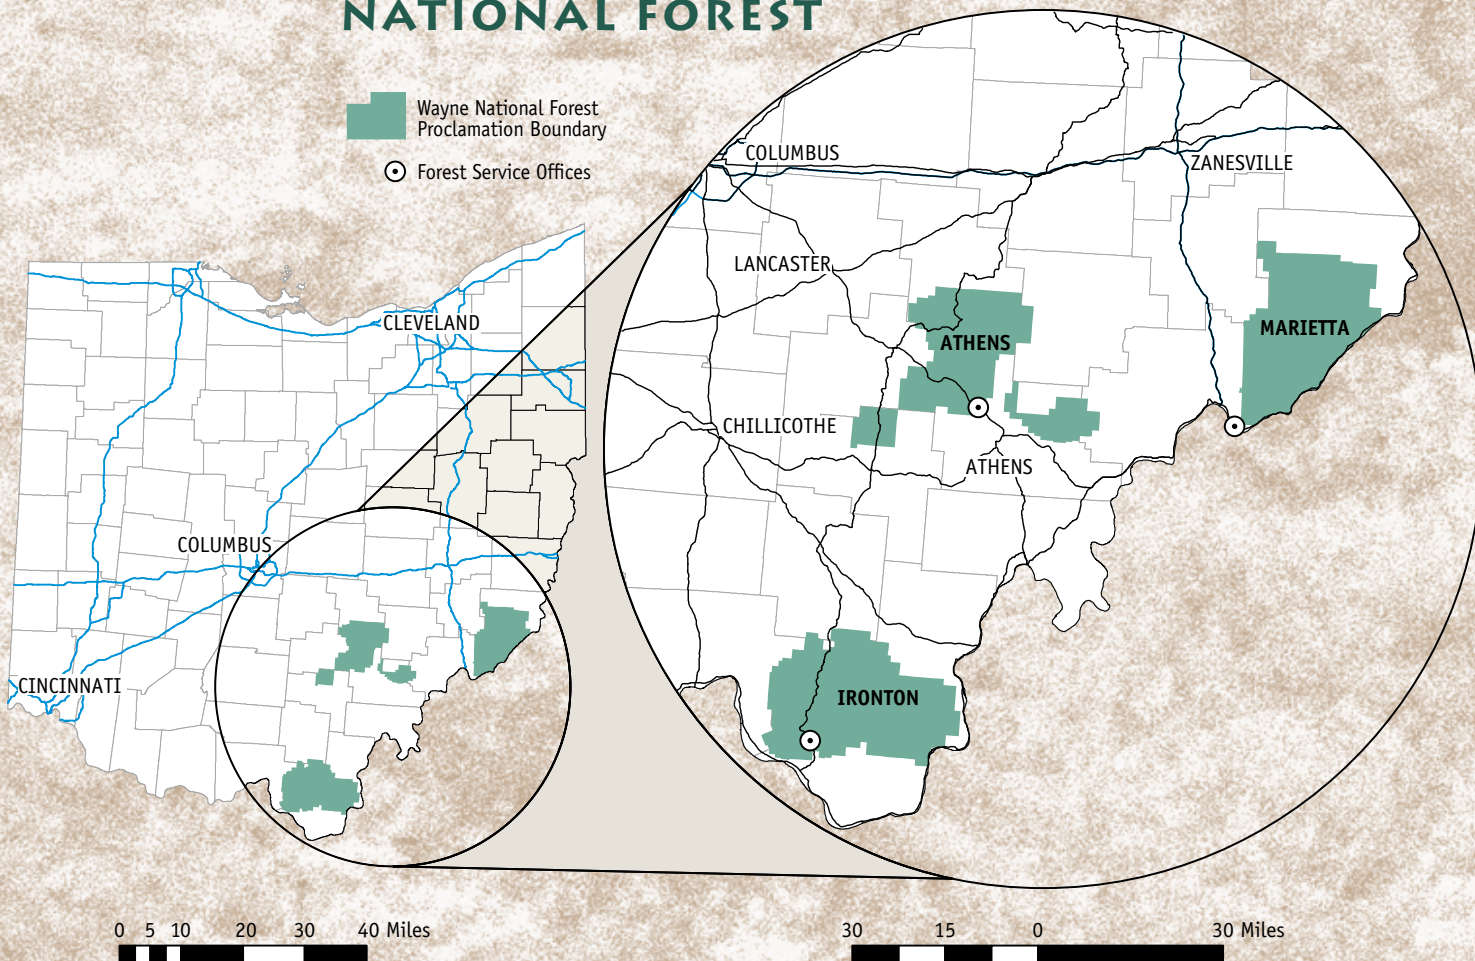 NATIONAL FOREST
Wayne National Forest
Proclamation Boundary
Forest Service Offices
COLUMBUS
ZANESVILLE
LANCASTER
ATHENS
MARIETTA
CHILLICOTHE
ATHENS
IRONTON
CLEVELAND
COLUMBUS
CINCINNATI
0 5 10 20 30 40 Miles
30 15 0 30 Miles